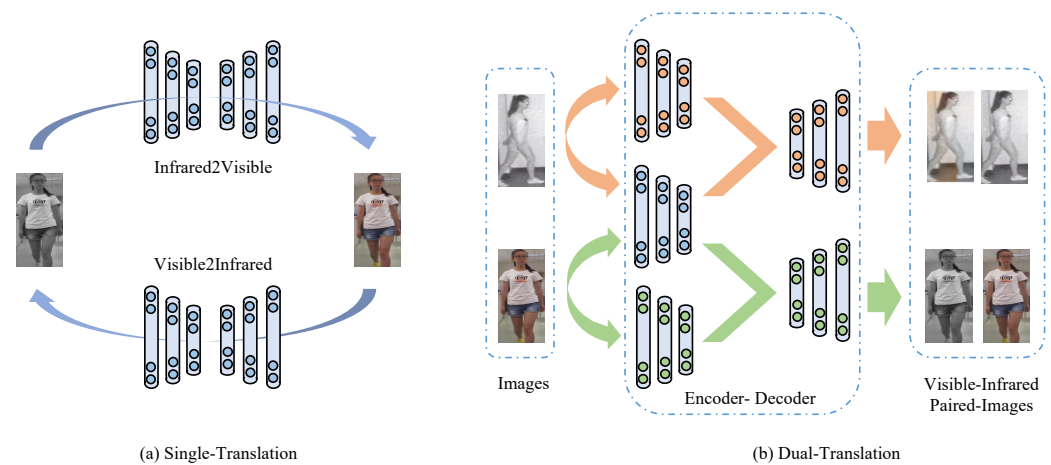 Infrared2Visible
Visible2Infrared
(a) Single-Translation
Images
Encoder- Decoder
Visible-Infrared
Paired-Images
(b) Dual-Translation